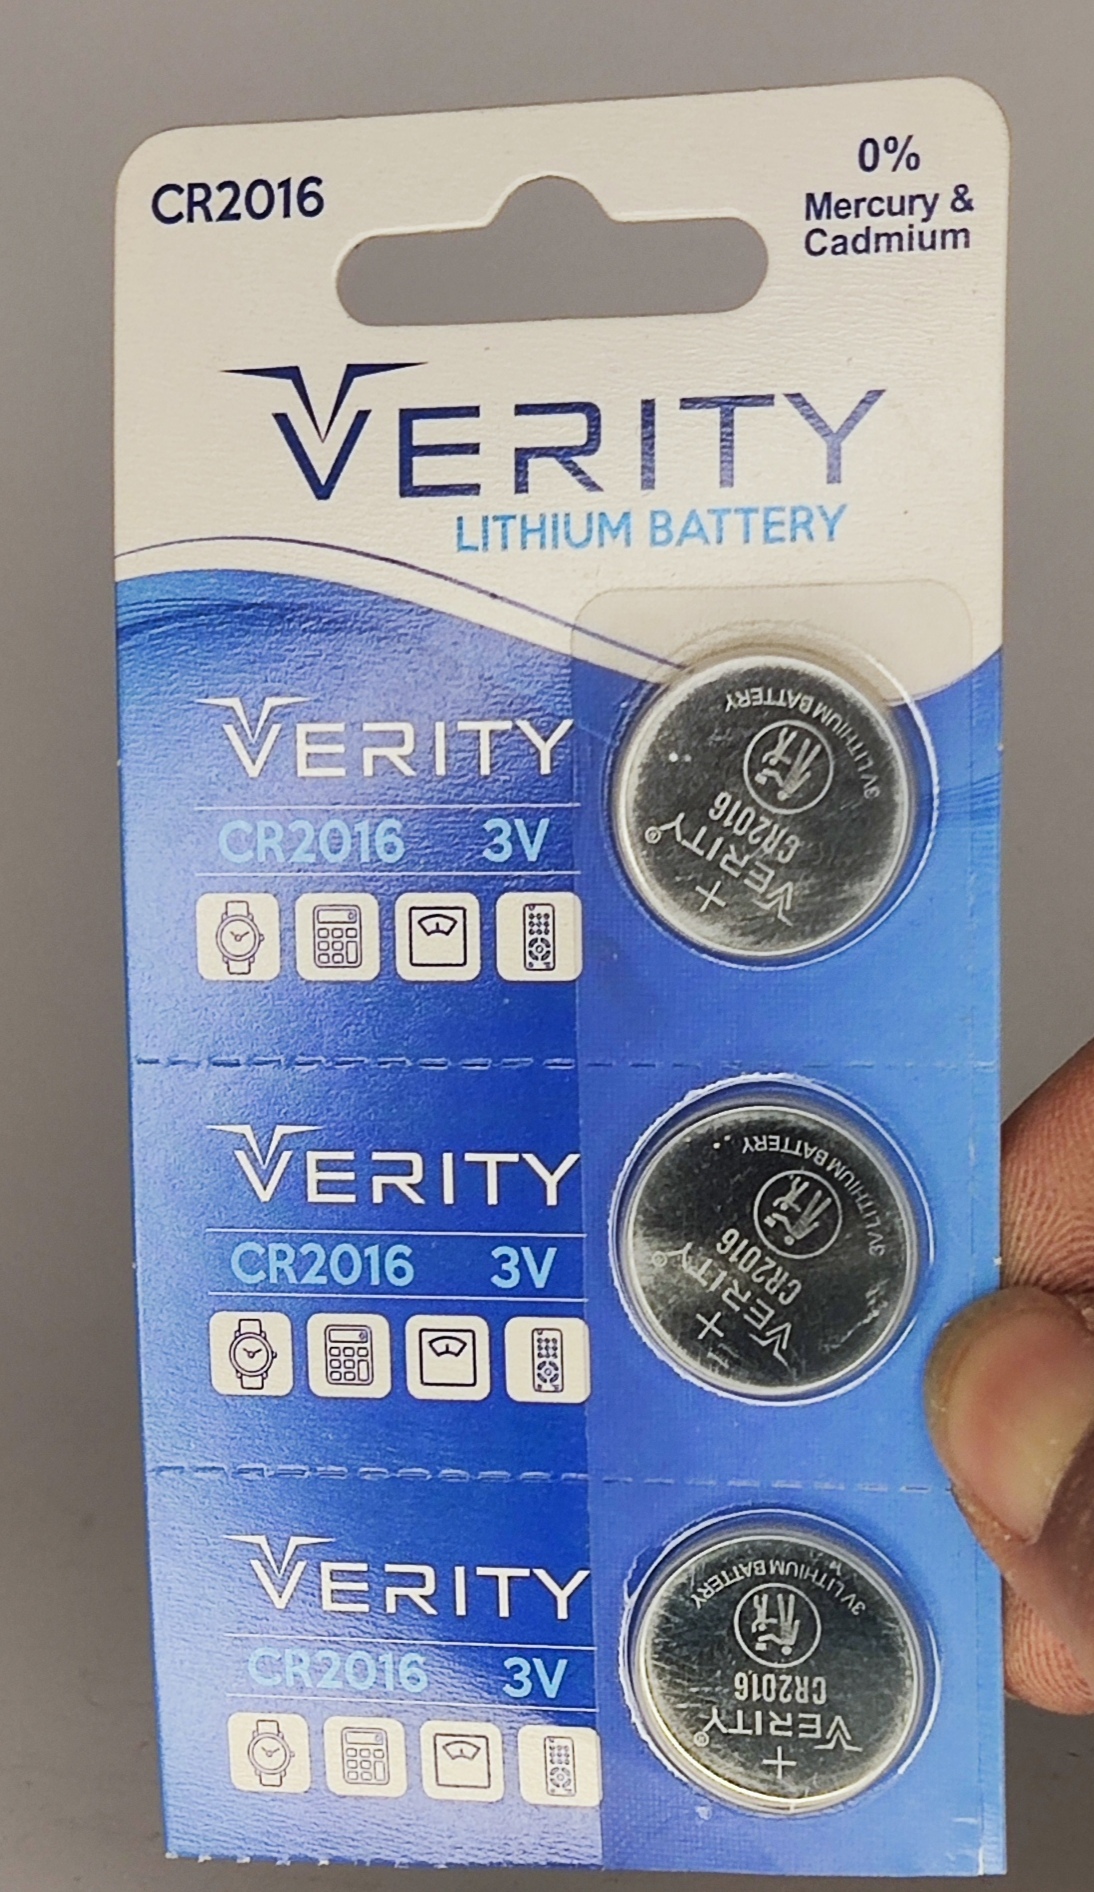 CR2016
0%
Mercury &
Cadmium
VERITY
LITHIUM BATTERY
VERITY
CR2016 3V
3V LITHIUM BATTERY
CR2016
VERITY®
+
VERITY
CR2016 3V
3V LITHIUM BATTERY
CR2016
VERITY®
+
VERITY
CR2016 3V
3V LITHIUM BATTERY
CR2016
VERITY®
+